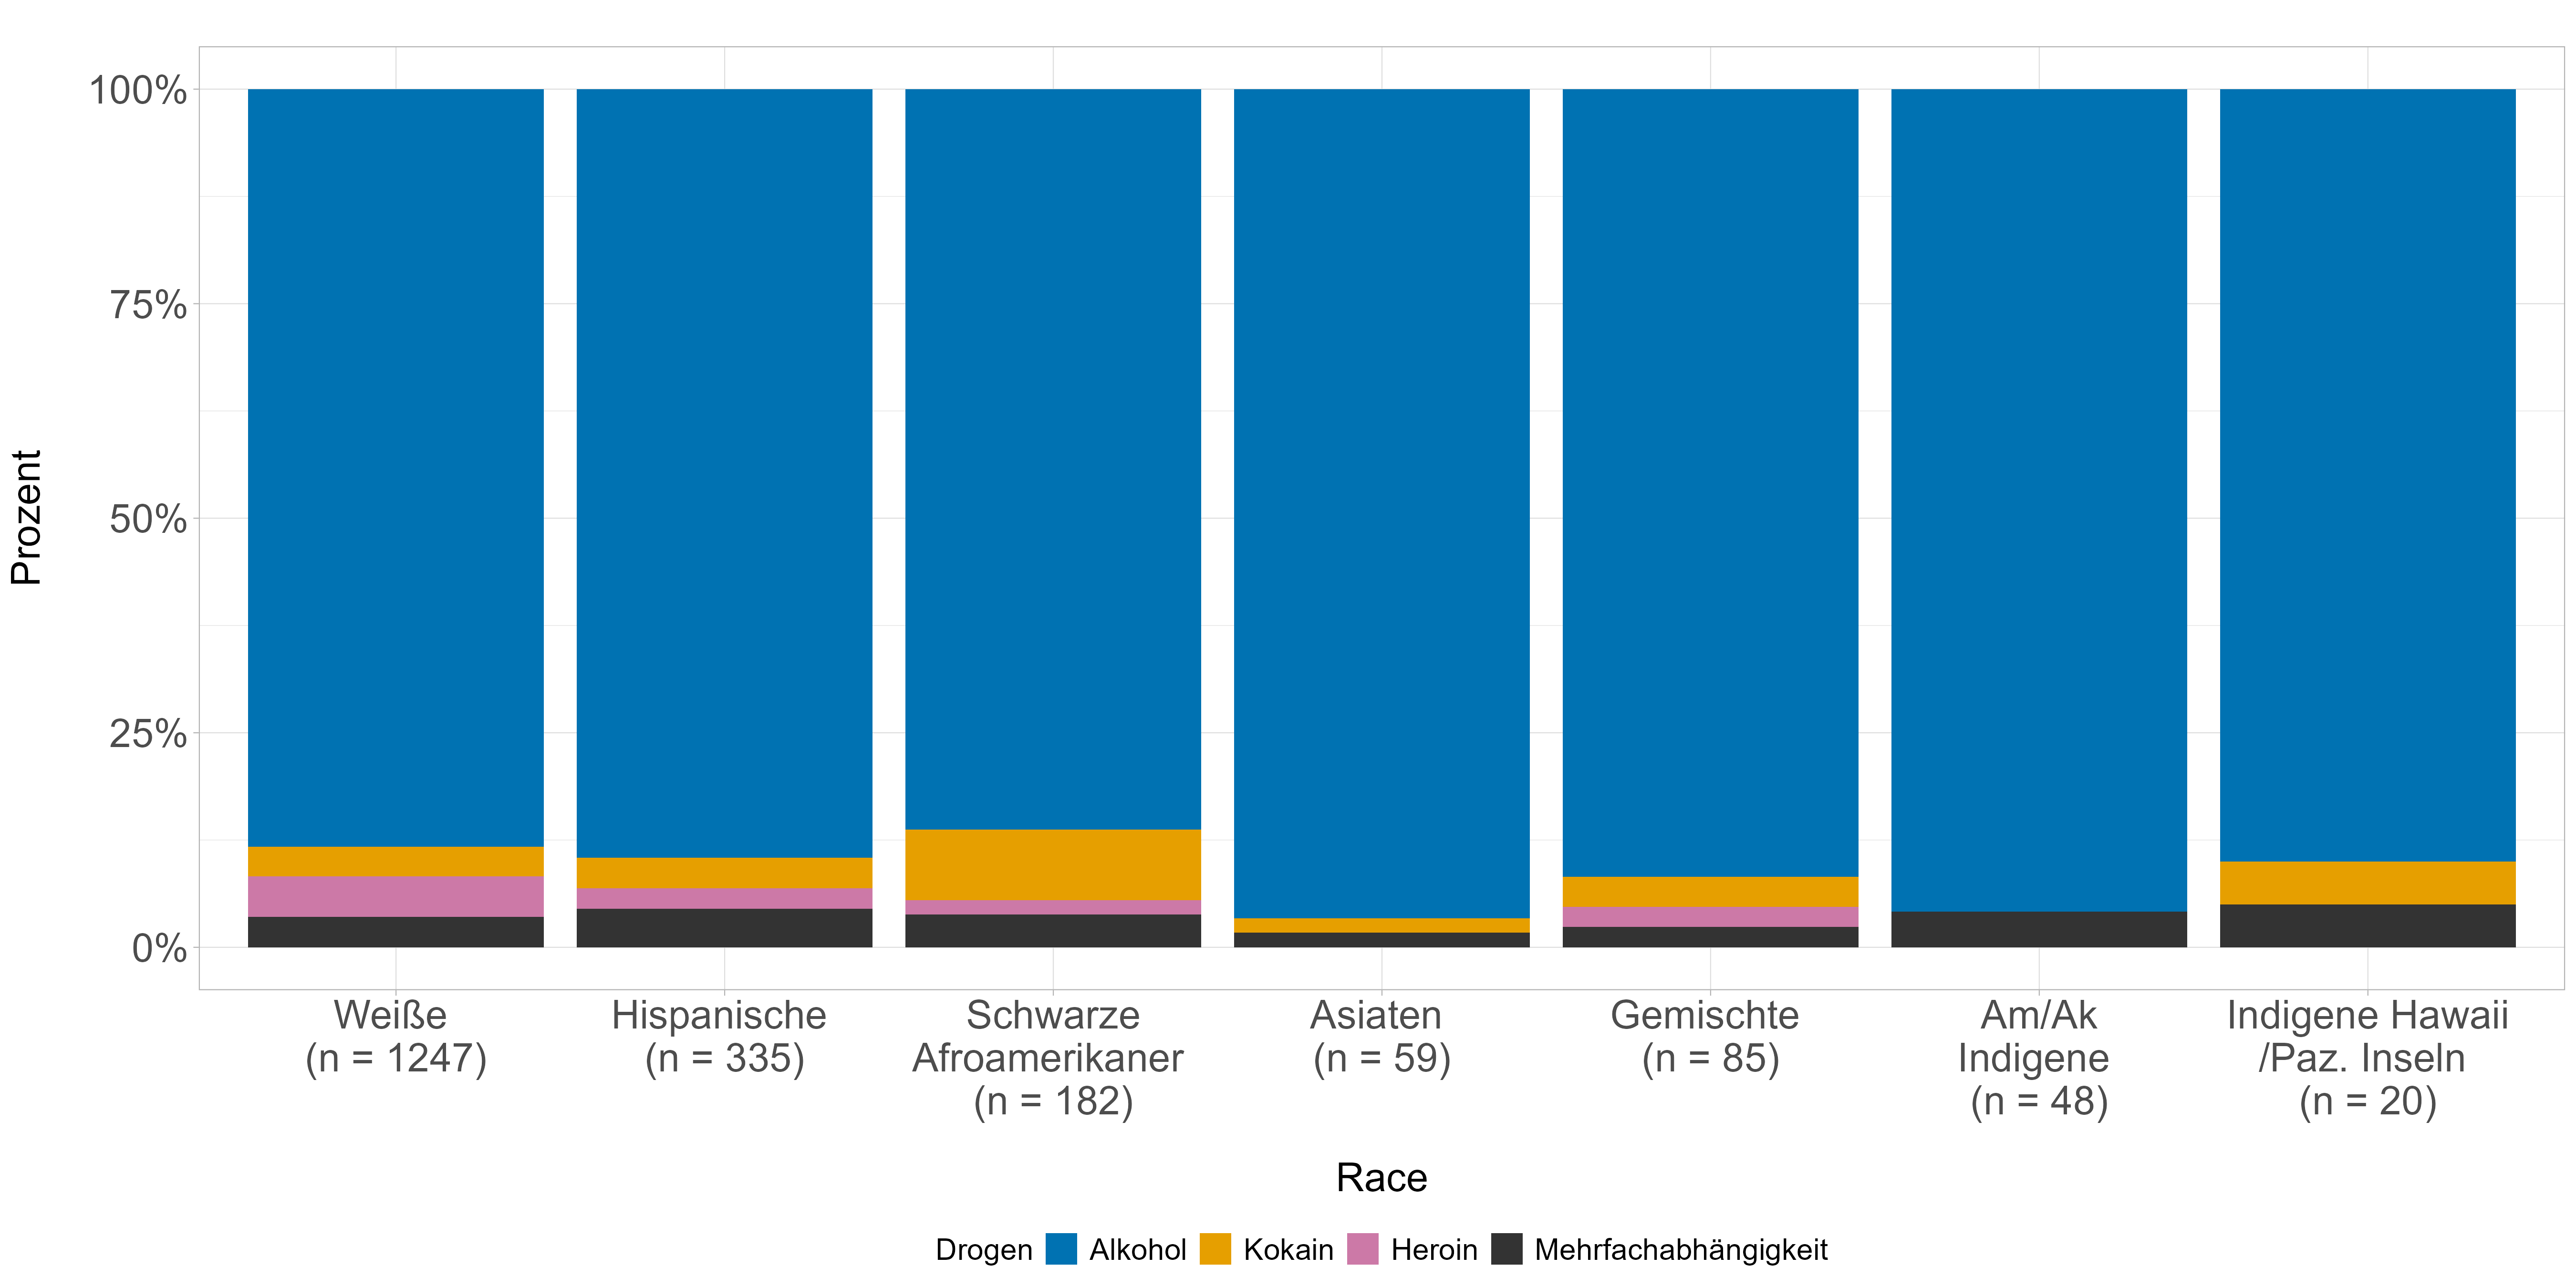 Prozent
100%
75%
50%
25%
0%
Weiße
(n = 1247)
Hispanische
(n = 335)
Schwarze
Afroamerikaner
(n = 182)
Asiaten
(n = 59)
Gemischte
(n = 85)
Am/Ak
Indigene
(n = 48)
Indigene Hawaii
/Paz. Inseln
(n = 20)
Race
Drogen Alkohol Kokain Heroin Mehrfachabhängigkeit